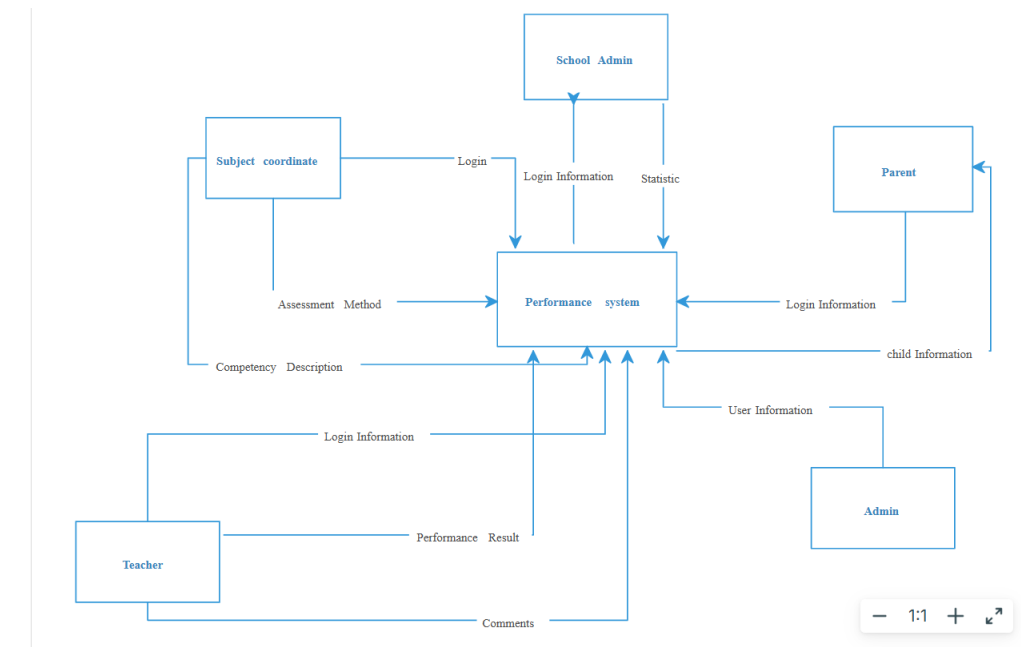 School Admin
Subject coordinate
Login
Login Information
Statistic
Parent
Assessment Method
Performance system
Login Information
Competency Description
child Information
User Information
Login Information
Admin
Performance Result
Teacher
Comments
1:1